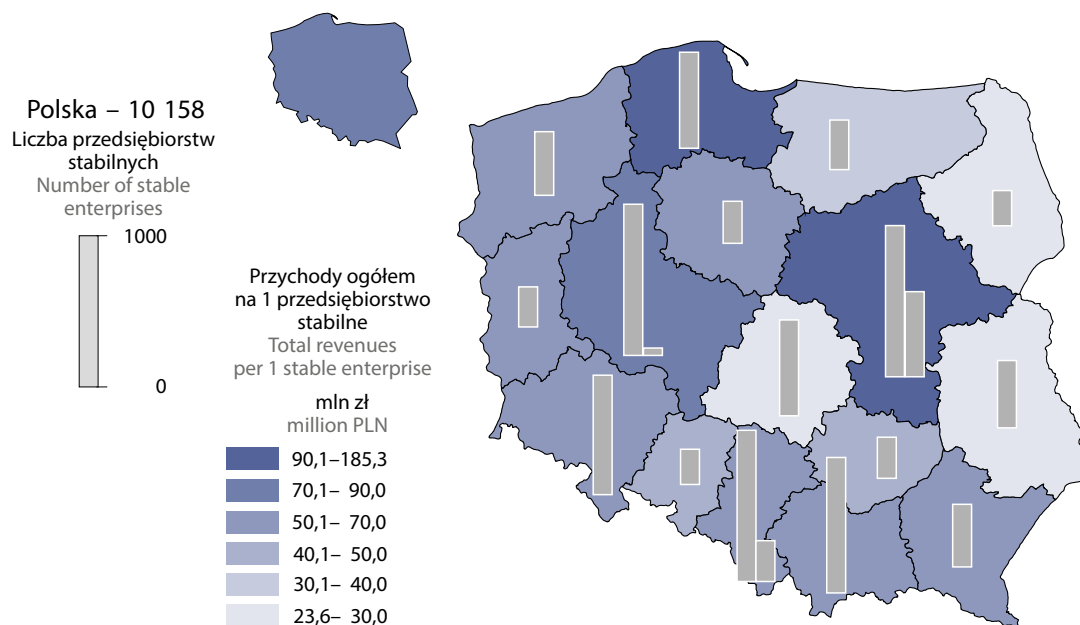 Polska – 10 158
Liczba przedsiębiorstw
stabilnych
Number of stable
enterprises
1000
0
Przychody ogółem
na 1 przedsiębiorstwo
stabilne
Total revenues
per 1 stable enterprise
mln zł
million PLN
90,1–185,3
70,1– 90,0
50,1– 70,0
40,1– 50,0
30,1– 40,0
23,6– 30,0